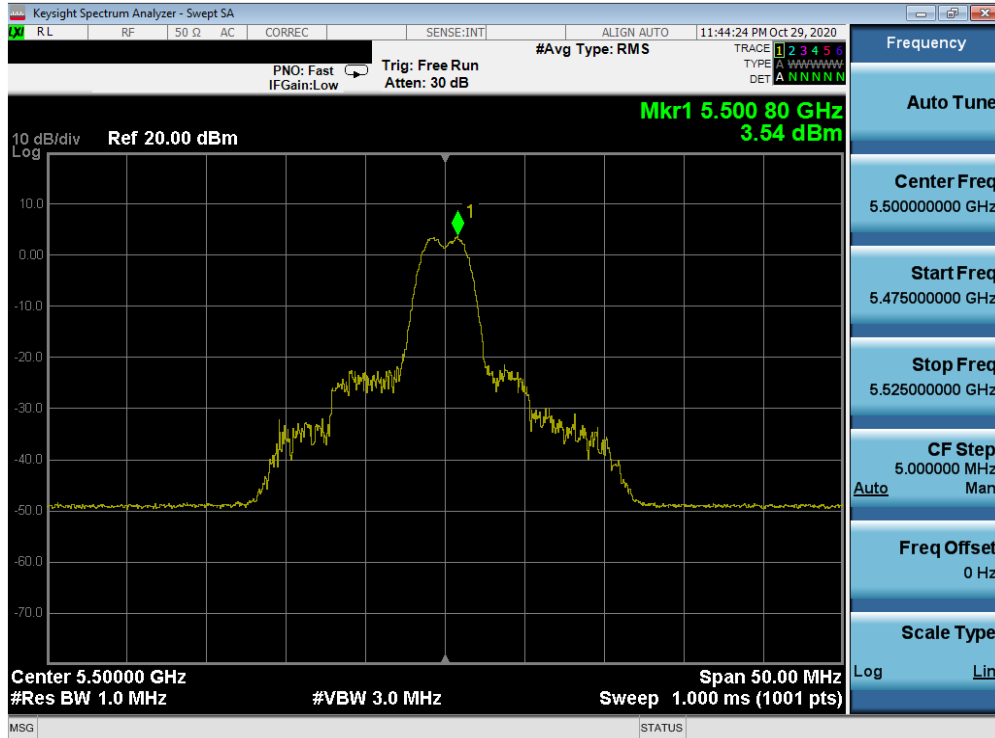 Keysight Spectrum Analyzer - Swept SA
LXI RL RF 50 Ω AC CORREC SENSE:INT ALIGN AUTO 11:44:24 PM Oct 29, 2020
PNO: Fast
IFGain:Low
Trig: Free Run
Atten: 30 dB
#Avg Type: RMS
TRACE 1 2 3 4 5 6
TYPE A WWWWW
DET A N N N N N
Mkr1 5.500 80 GHz
3.54 dBm
10 dB/div
Log
Ref 20.00 dBm
1
10.0
0.00
-10.0
-20.0
-30.0
-40.0
-50.0
-60.0
-70.0
Center 5.50000 GHz
Span 50.00 MHz
#Res BW 1.0 MHz
#VBW 3.0 MHz
Sweep 1.000 ms (1001 pts)
MSG STATUS
Frequency
Auto Tune
Center Freq
5.500000000 GHz
Start Freq
5.475000000 GHz
Stop Freq
5.525000000 GHz
CF Step
5.000000 MHz
Auto Man
Freq Offset
0 Hz
Scale Type
Log Lin